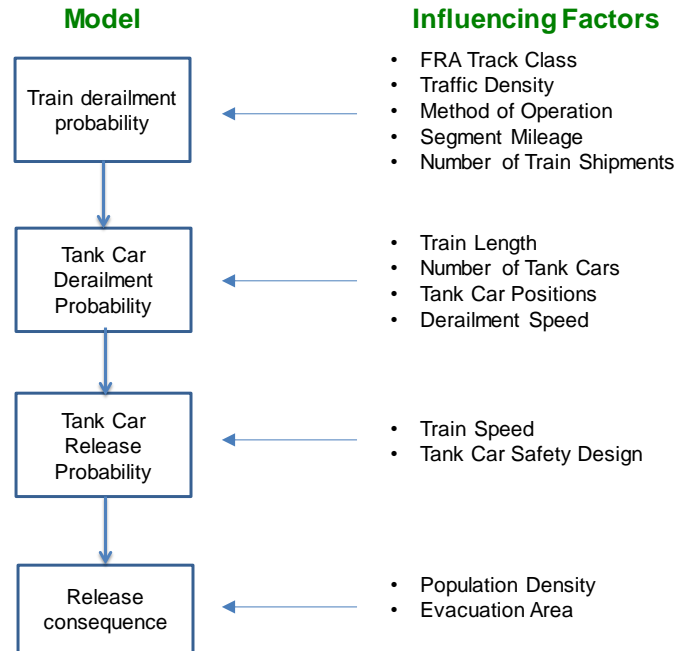 Model
Influencing Factors
Train derailment
probability
• FRA Track Class
• Traffic Density
• Method of Operation
• Segment Mileage
• Number of Train Shipments
Tank Car
Derailment
Probability
• Train Length
• Number of Tank Cars
• Tank Car Positions
• Derailment Speed
Tank Car
Release
Probability
• Train Speed
• Tank Car Safety Design
Release
consequence
• Population Density
• Evacuation Area